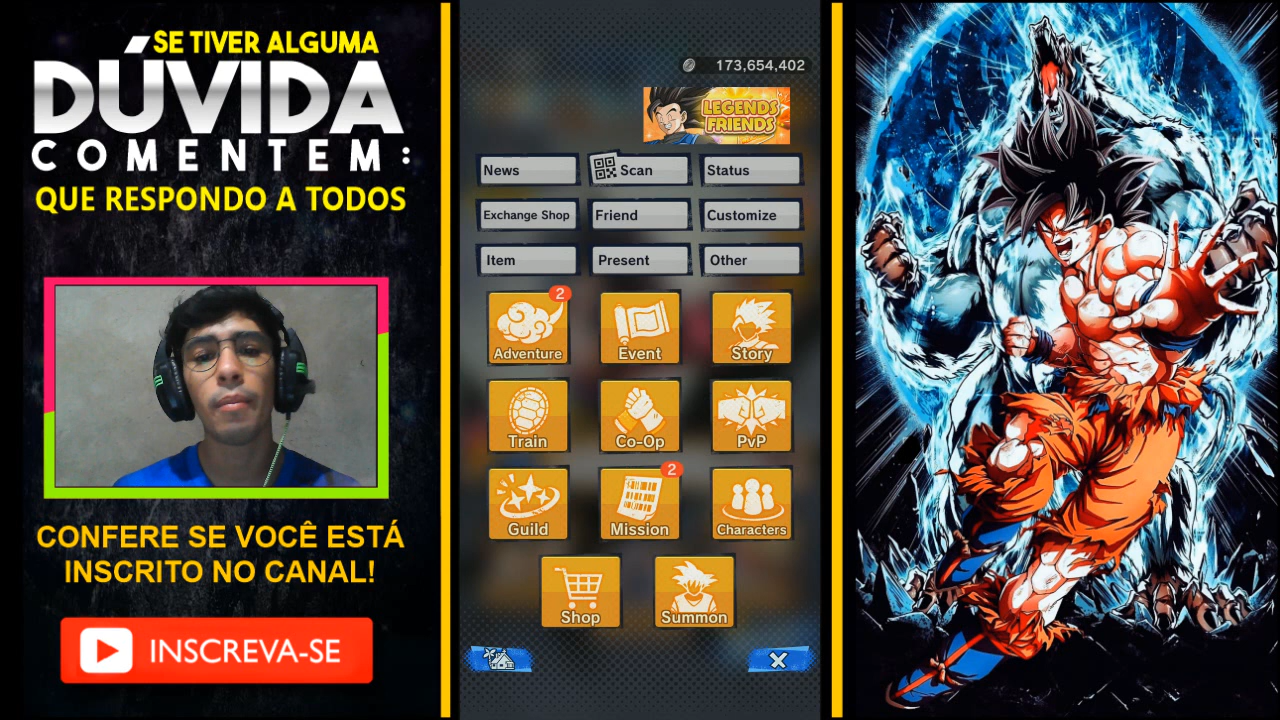 SE TIVER ALGUMA
DÚVIDA
COMENTEM:
QUE RESPONDO A TODOS
CONFERE SE VOCÊ ESTÁ
INSCRITO NO CANAL!
INSCREVA-SE
173,654,402
LEGENDS
FRIENDS
News
Scan
Status
Exchange Shop
Friend
Customize
Item
Present
Other
2
Adventure
Event
Story
Train
Co-Op
PvP
Guild
2
Mission
Characters
Shop
Summon